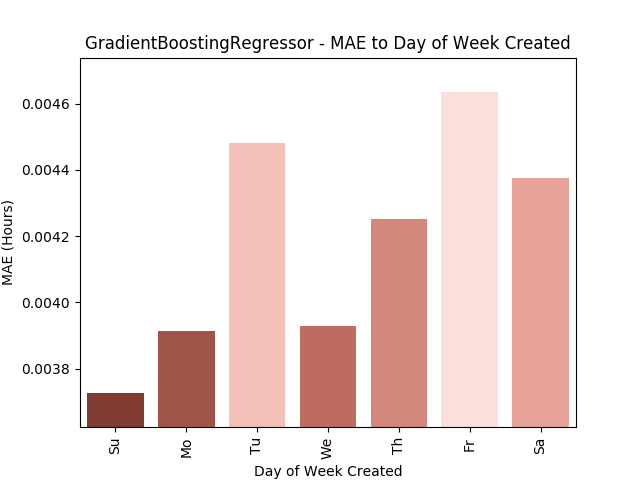 GradientBoostingRegressor - MAE to Day of Week Created
0.0046
0.0044
0.0042
0.0040
0.0038
MAE (Hours)
Su
Mo
Tu
We
Th
Fr
Sa
Day of Week Created